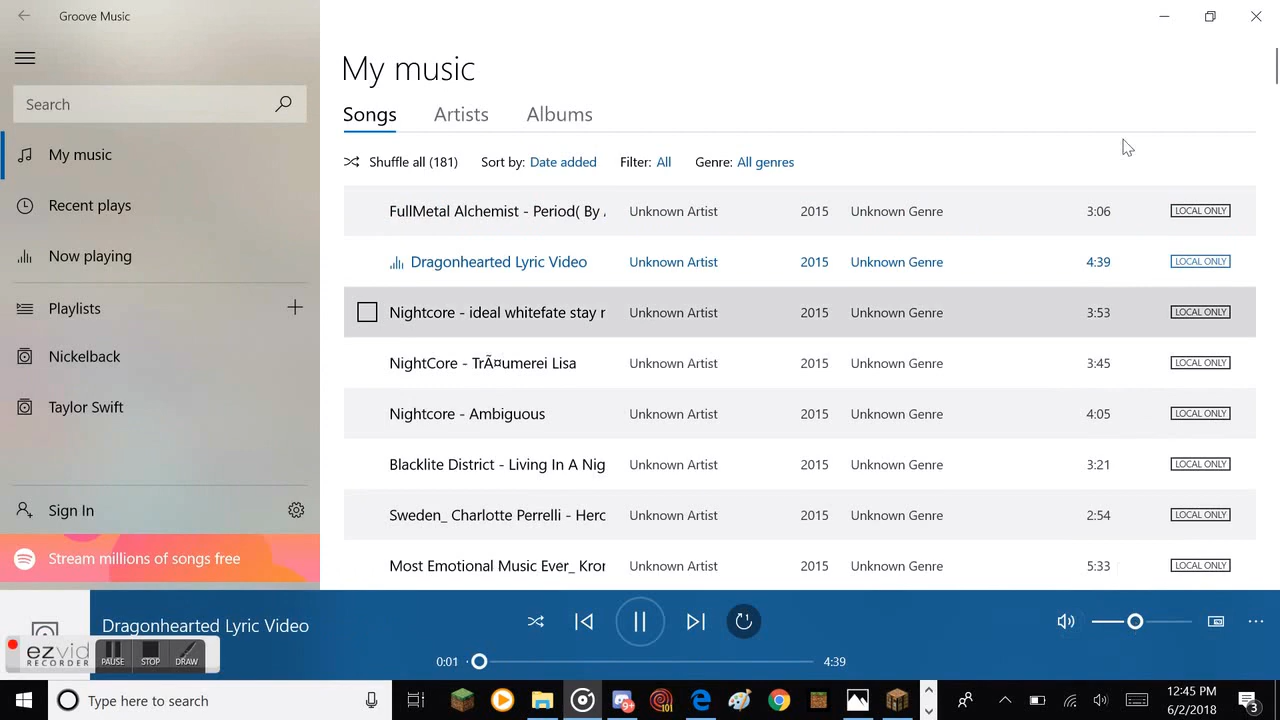 Groove Music
Search
My music
Recent plays
Now playing
Playlists
Nickelback
Taylor Swift
Sign In
Stream millions of songs free
My music
Songs Artists Albums
Shuffle all (181) Sort by: Date added Filter: All Genre: All genres
FullMetal Alchemist - Period( By Unknown Artist 2015 Unknown Genre 3:06 LOCAL ONLY
Dragonhearted Lyric Video Unknown Artist 2015 Unknown Genre 4:39 LOCAL ONLY
Nightcore - ideal whitefate stay r Unknown Artist 2015 Unknown Genre 3:53 LOCAL ONLY
NightCore - TrÃ¤umerei Lisa Unknown Artist 2015 Unknown Genre 3:45 LOCAL ONLY
Nightcore - Ambiguous Unknown Artist 2015 Unknown Genre 4:05 LOCAL ONLY
Blacklite District - Living In A Nig Unknown Artist 2015 Unknown Genre 3:21 LOCAL ONLY
Sweden_ Charlotte Perrelli - Herc Unknown Artist 2015 Unknown Genre 2:54 LOCAL ONLY
Most Emotional Music Ever_ Kror Unknown Artist 2015 Unknown Genre 5:33 LOCAL ONLY
Dragonhearted Lyric Video
ezvid
RECORDER
PAUSE STOP DRAW
0:01 4:39
Type here to search
9+
101
12:45 PM
6/2/2018
3